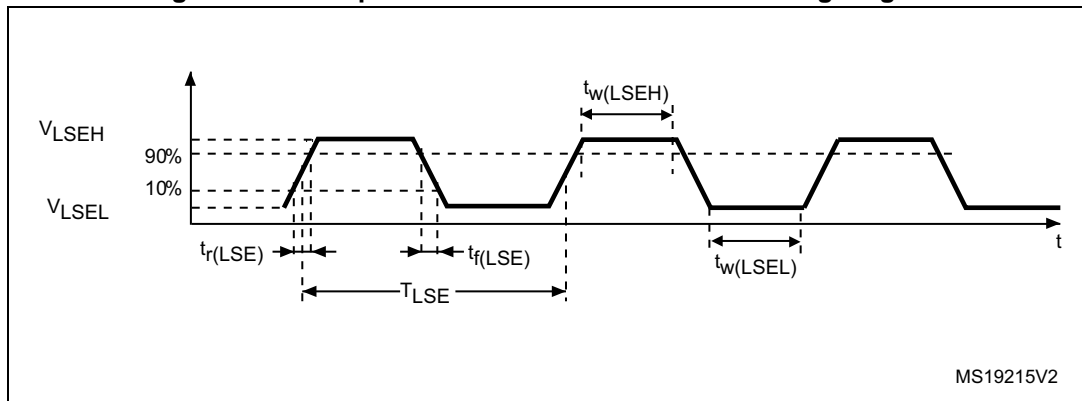 tw(LSEH)
VLSEH
90%
10%
VLSEL
tr(LSE)
tf(LSE)
TLSE
tw(LSEL)
t
MS19215V2